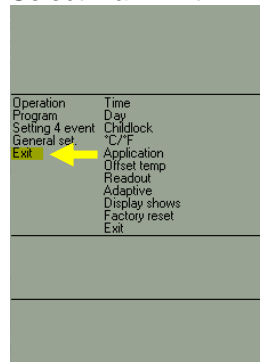 Operation
Program
Setting 4 event
General set.
Exit
Time
Day
Childlock
°C/°F
Application
Offset temp
Readout
Adaptive
Display shows
Factory reset
Exit